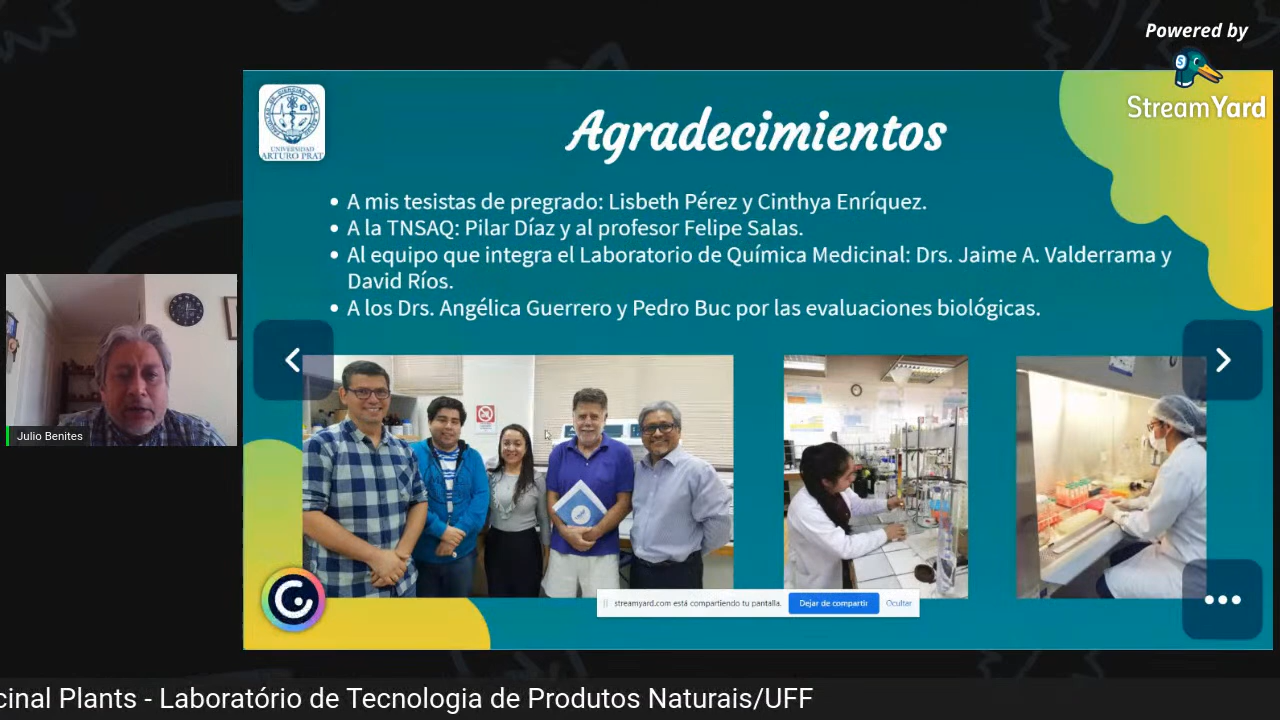 Powered by
StreamYard
UNIVERSIDAD
ARTURO PRAT
Agradecimientos
• A mis tesistas de pregrado: Lisbeth Pérez y Cinthya Enríquez.
• A la TNSAQ: Pilar Díaz y al profesor Felipe Salas.
• Al equipo que integra el Laboratorio de Química Medicinal: Drs. Jaime A. Valderrama y
David Ríos.
• A los Drs. Angélica Guerrero y Pedro Buc por las evaluaciones biológicas.
Julio Benites
streamyard.com está compartiendo tu pantalla.
Dejar de compartir
Ocultar
cinal Plants - Laboratório de Tecnologia de Produtos Naturais/UFF